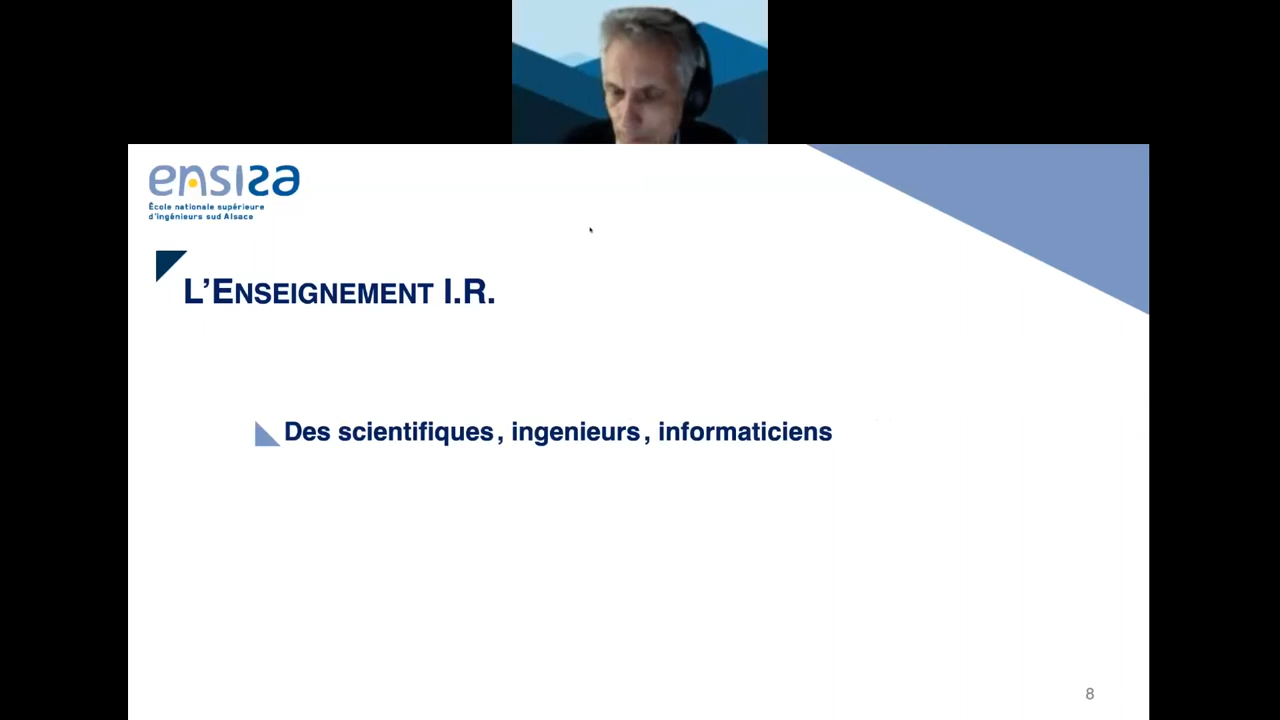 ensisa
École nationale supérieure
d'ingénieurs sud Alsace
L'ENSEIGNEMENT I.R.
Des scientifiques, ingenieurs, informaticiens
8